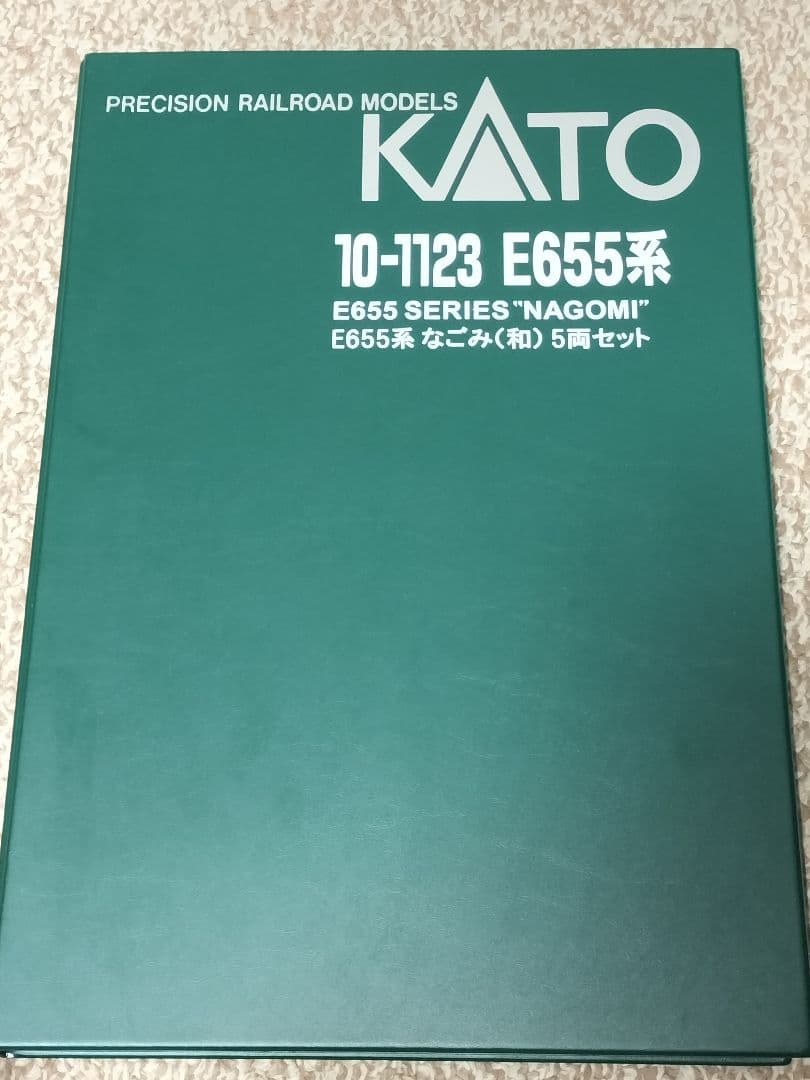 PRECISION RAILROAD MODELS
KATO
10-1123 E655系
E655 SERIES "NAGOMI"
E655系 なごみ(和) 5両セット